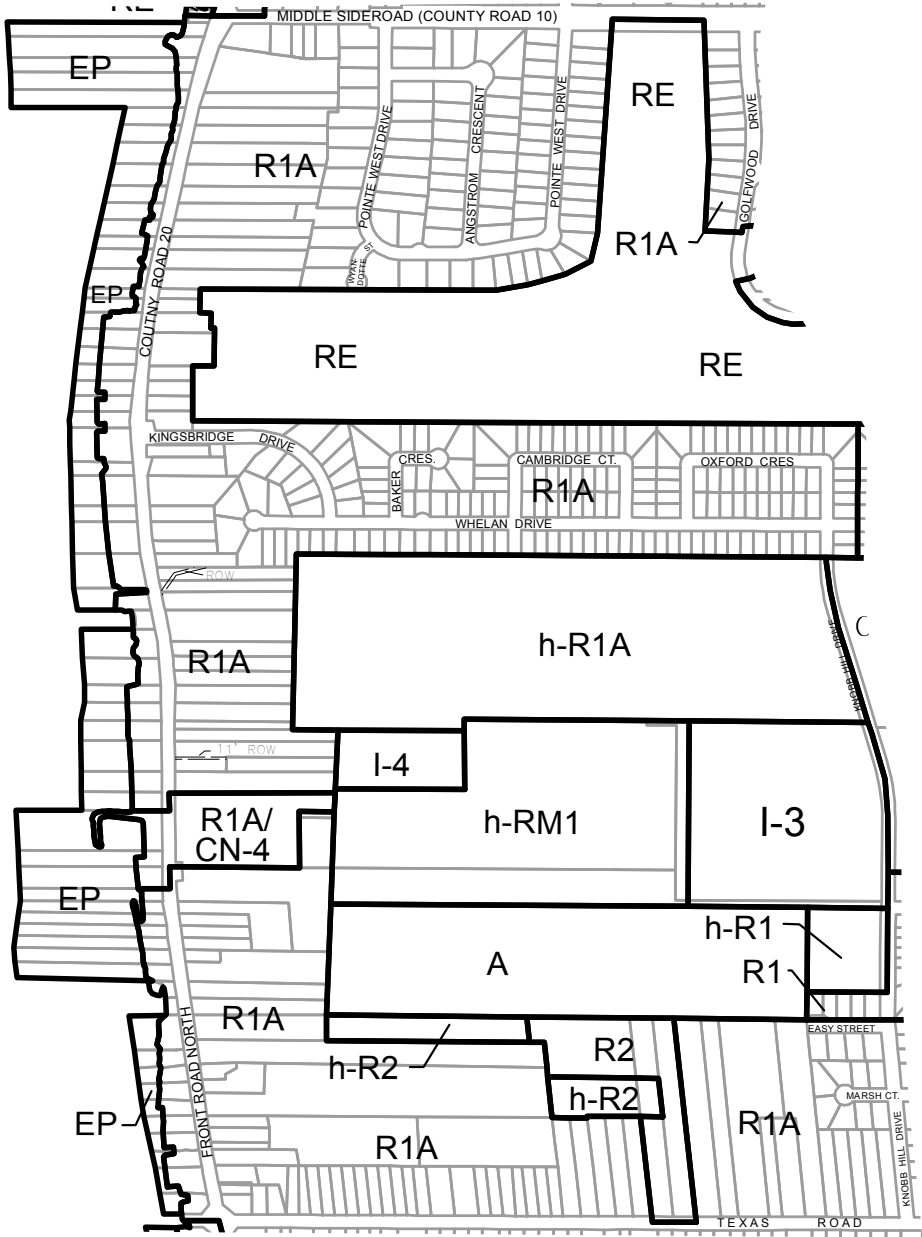 MIDDLE SIDEROAD (COUNTY ROAD 10)
EP
RE
R1A
POINTE WEST DRIVE
ANGSTROM CRESCENT
POINTE WEST DRIVE
GOLFWOOD DRIVE
R1A
WYAN-
DOTTE ST
EP
COUTNY ROAD 20
RE
RE
KINGSBRIDGE DRIVE
BAKER CRES.
CAMBRIDGE CT.
OXFORD CRES
R1A
WHELAN DRIVE
ROW
R1A
h-R1A
KNOBB HILL DRIVE
C
11' ROW
I-4
R1A/
CN-4
h-RM1
I-3
EP
h-R1
A
R1
R1A
EASY STREET
h-R2
R2
h-R2
MARSH CT.
EP
FRONT ROAD NORTH
R1A
R1A
KNOBB HILL DRIVE
TEXAS ROAD